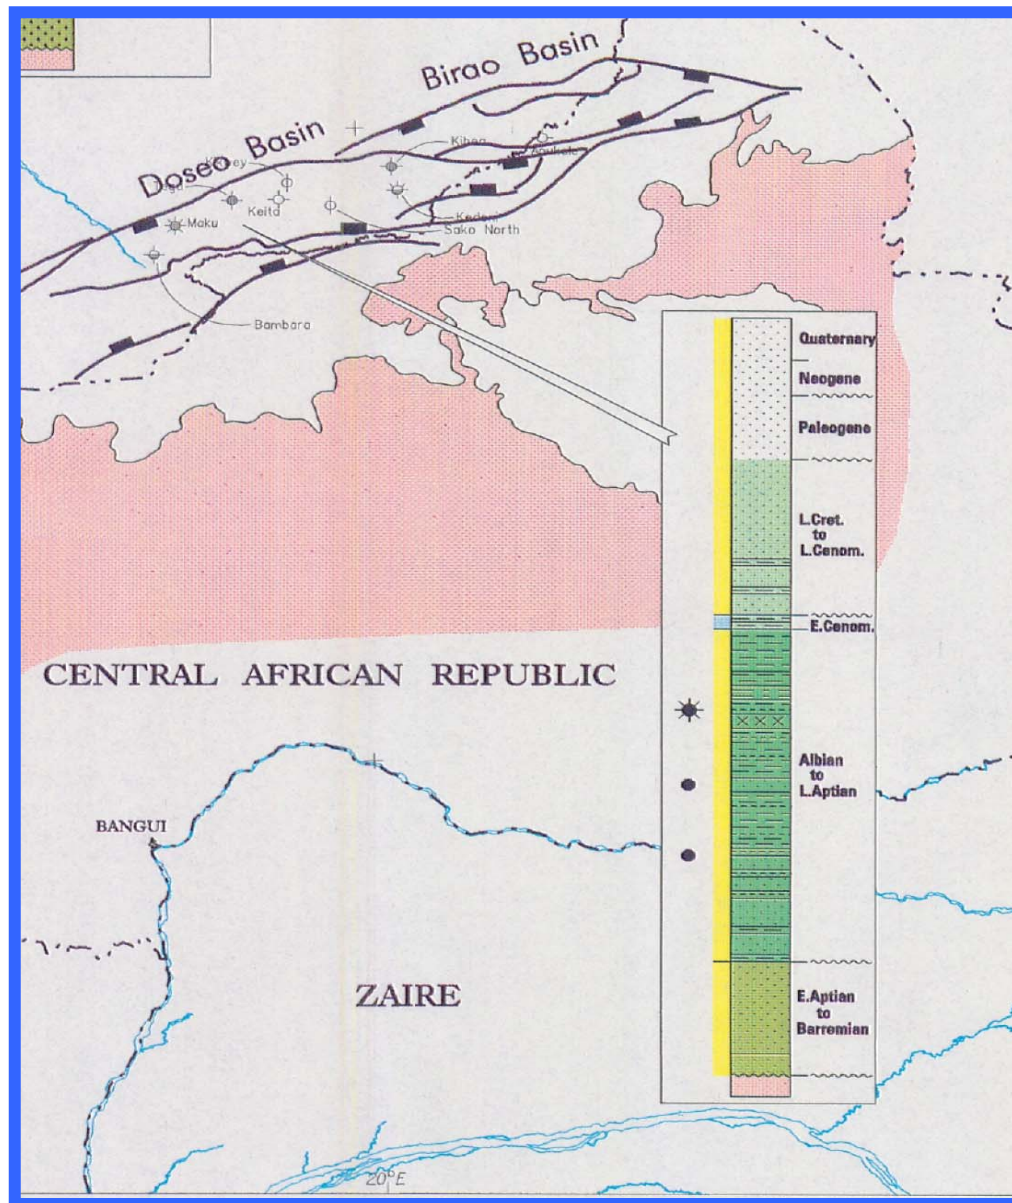 Birao Basin
Doseo Basin
Kibea
Kedeni
Keita
Sako North
Maku
Bambara
Quaternary
Neogene
Paleogene
L.Cret.
to
L.Cenom.
E.Cenom.
CENTRAL AFRICAN REPUBLIC
Albian
to
L.Aptian
BANGUI
ZAIRE
E.Aptian
to
Barremian
20°E